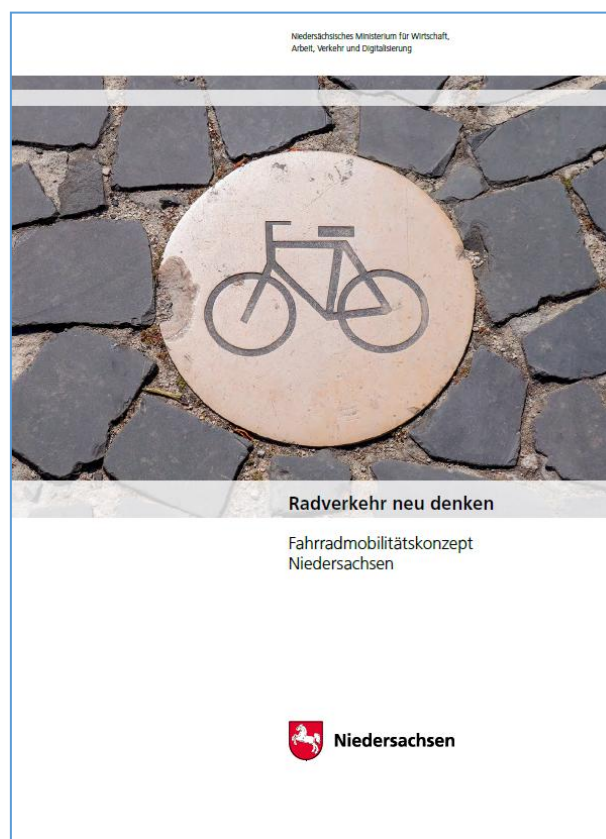 Niedersächsisches Ministerium für Wirtschaft,
Arbeit, Verkehr und Digitalisierung
Radverkehr neu denken
Fahrradmobilitätskonzept
Niedersachsen
Niedersachsen